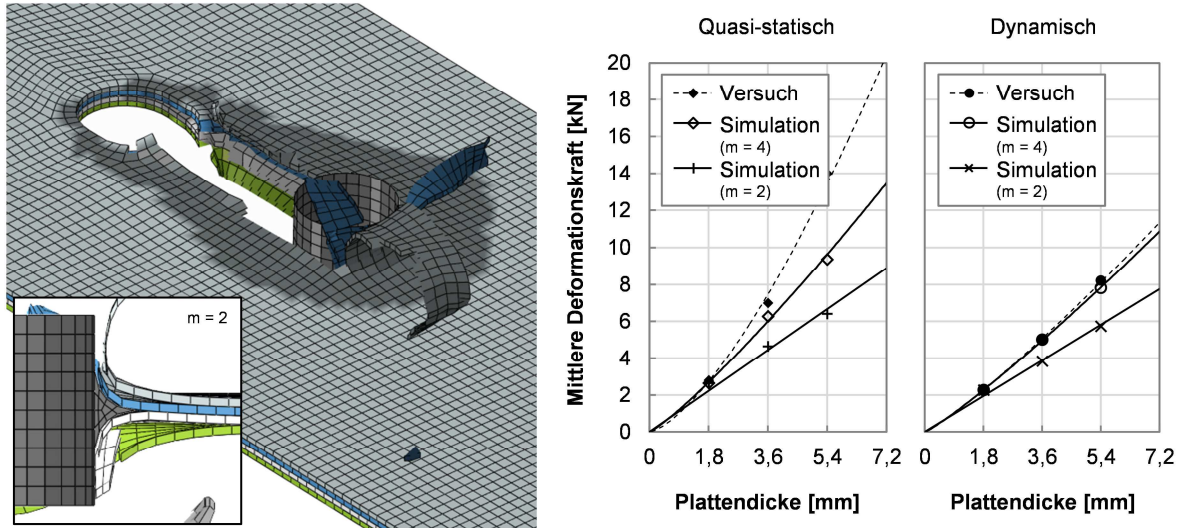 m = 2
Quasi-statisch
Dynamisch
Mittlere Deformationskraft [kN]
20
18
16
14
12
10
8
6
4
2
0
Versuch
Simulation
(m = 4)
Simulation
(m = 2)
Versuch
Simulation
(m = 4)
Simulation
(m = 2)
0 1,8 3,6 5,4 7,2
0 1,8 3,6 5,4 7,2
Plattendicke [mm]
Plattendicke [mm]